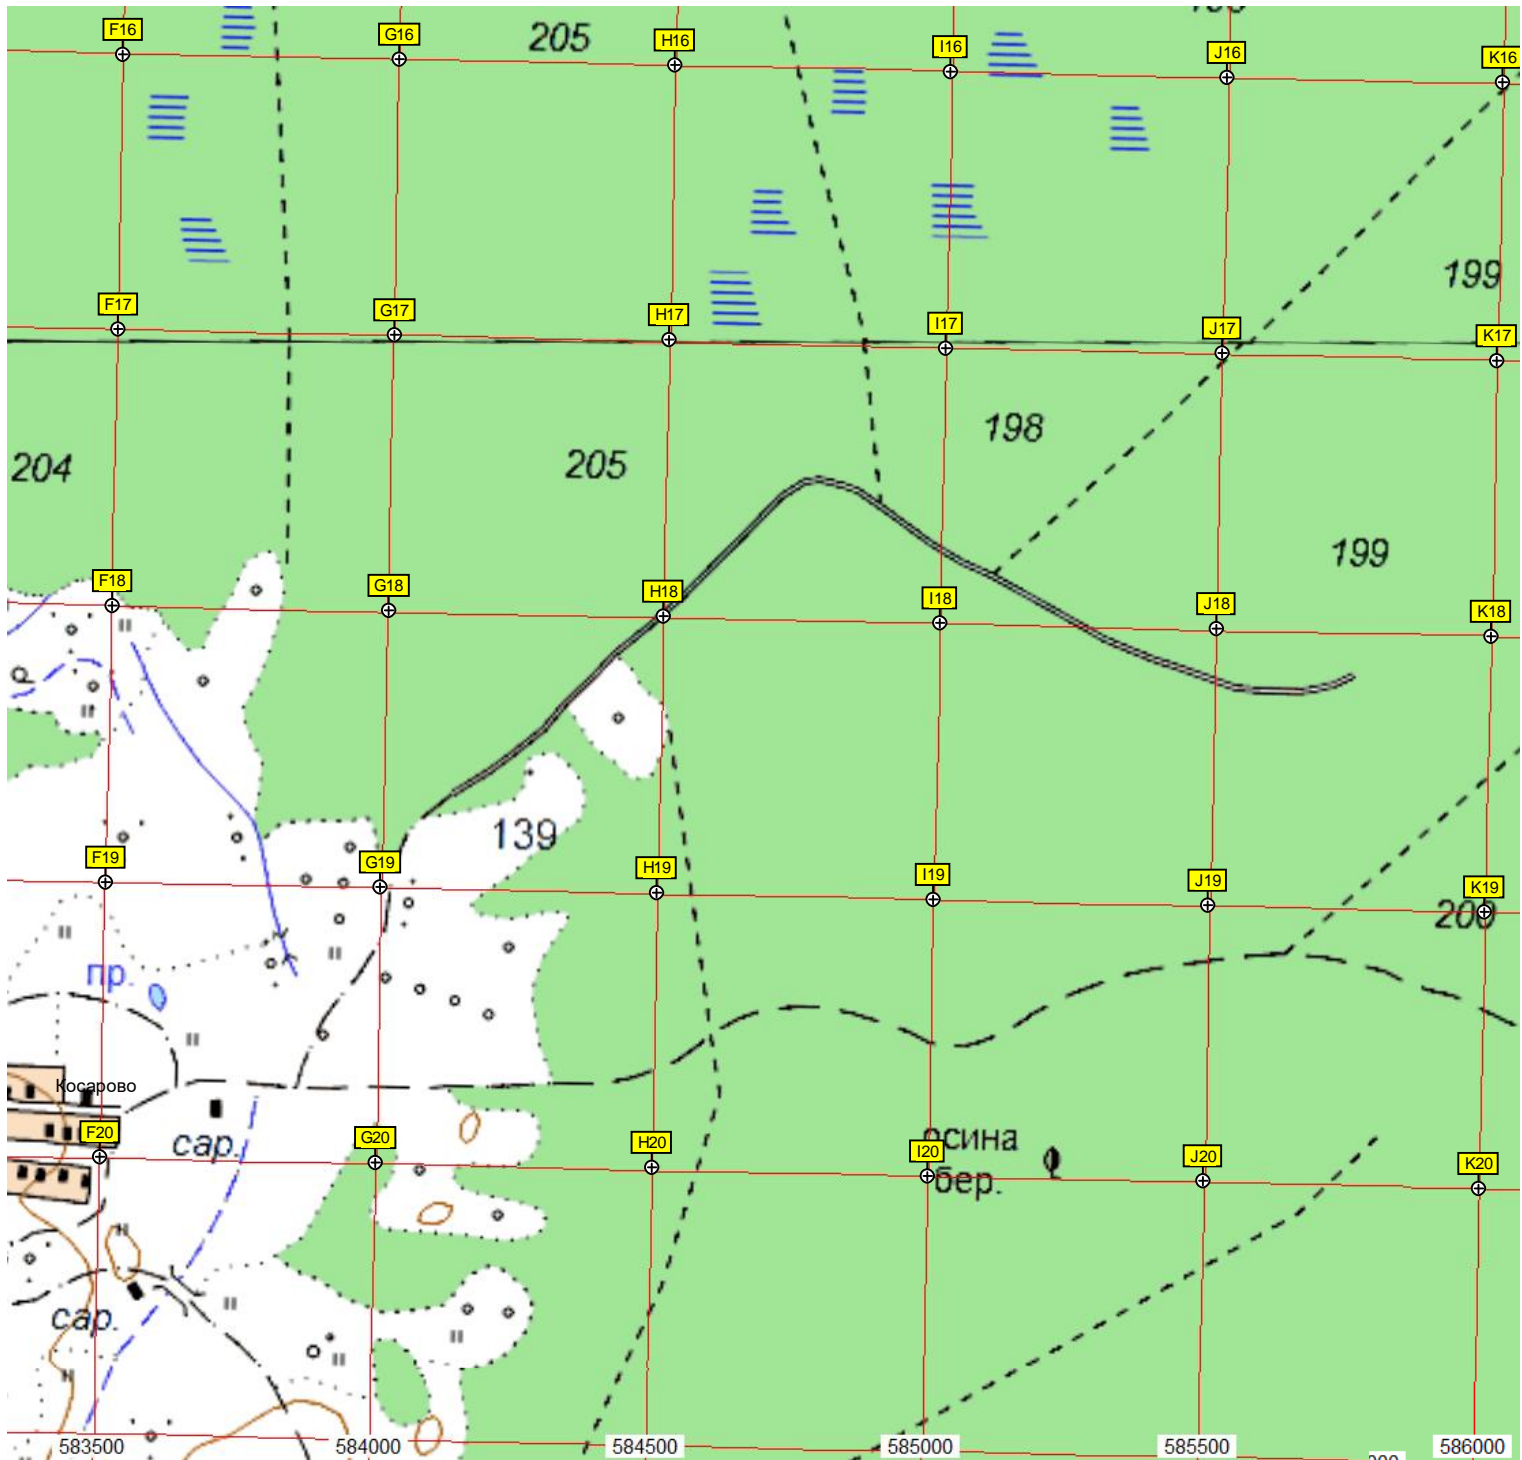 F16 G16 205 H16 I16 J16 K16
199
F17 G17 H17 I17 J17 K17
198
204 205
199
F18 G18 H18 I18 J18 K18
139
F19 G19 H19 I19 J19 K19
200
пр.
Косарово
F20 сар. G20 H20 осина
I20 J20 K20
бер.
сар.
583500 584000 584500 585000 585500 586000